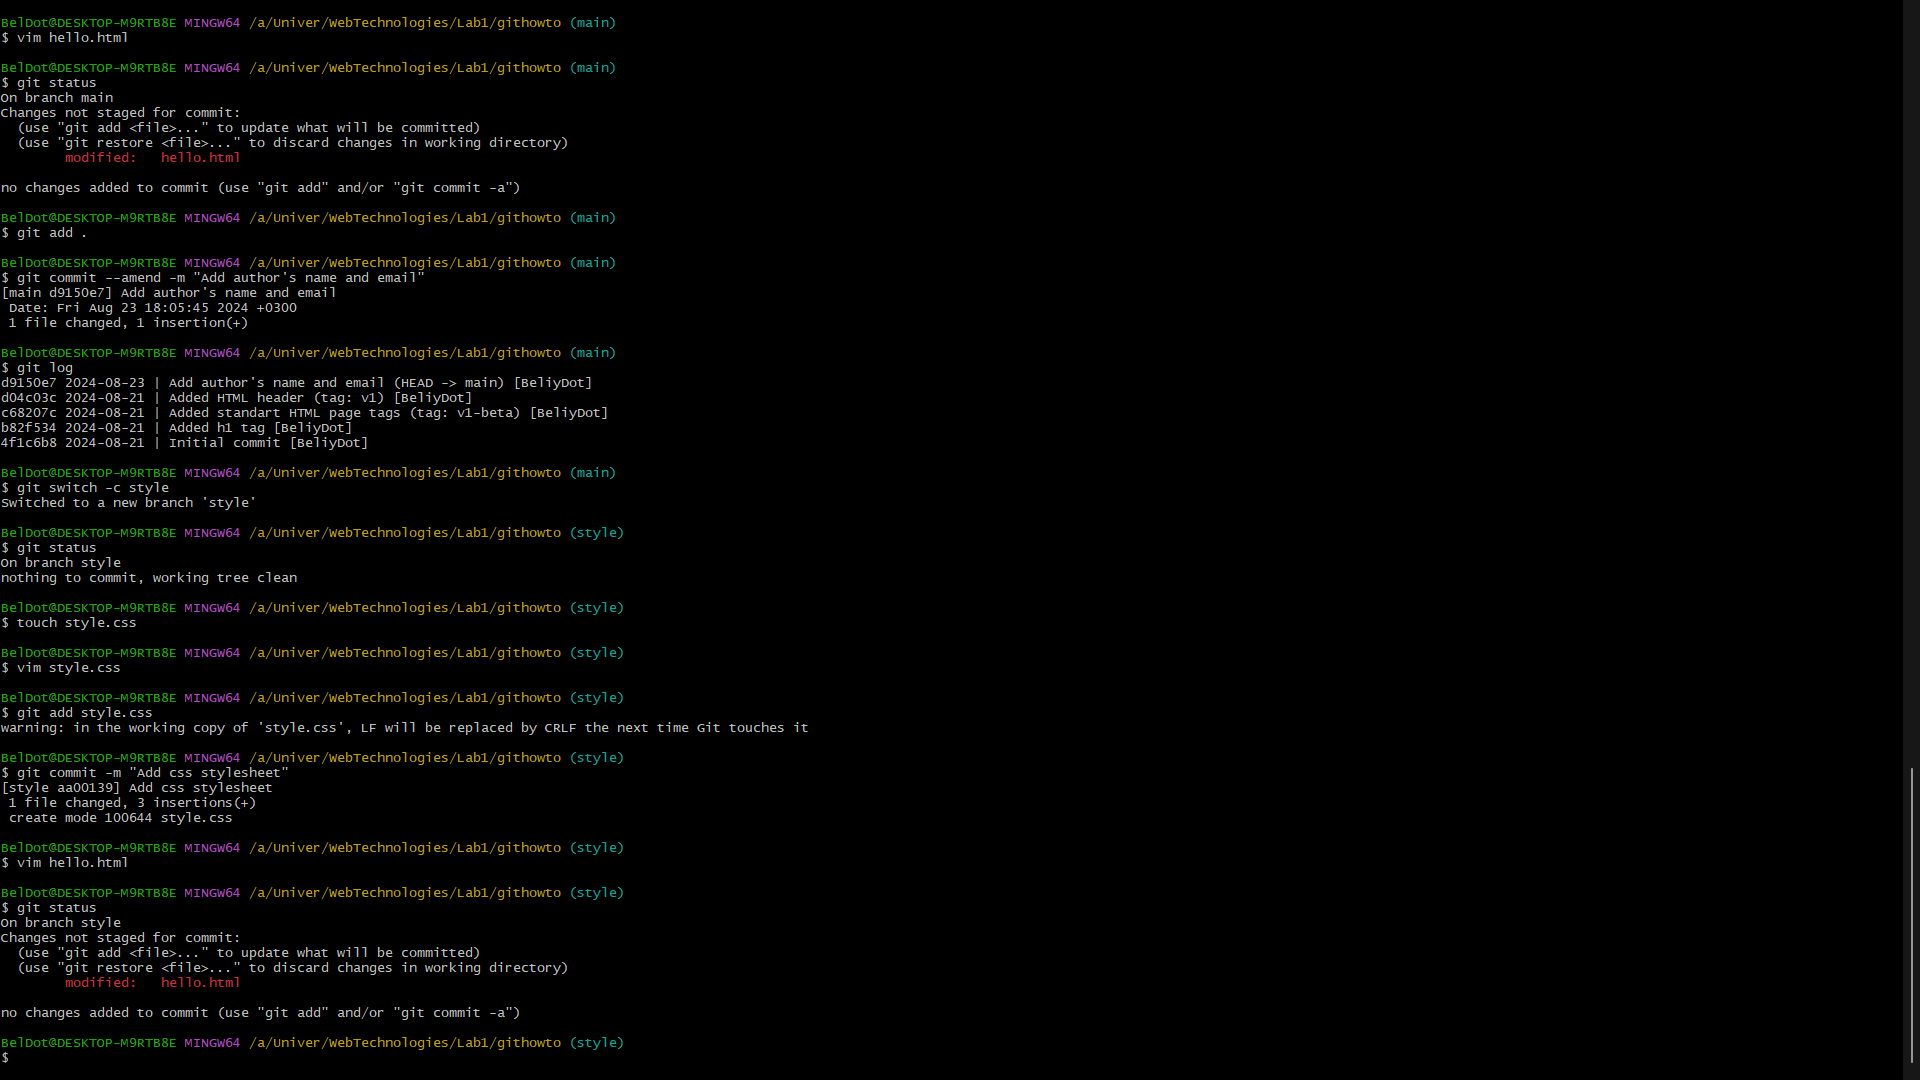 BelDot@DESKTOP-M9RTB8E MINGW64 /a/Univer/WebTechnologies/Lab1/githowto (main)
$ vim hello.html

BelDot@DESKTOP-M9RTB8E MINGW64 /a/Univer/WebTechnologies/Lab1/githowto (main)
$ git status
On branch main
Changes not staged for commit:
  (use "git add <file>..." to update what will be committed)
  (use "git restore <file>..." to discard changes in working directory)
        modified:   hello.html

no changes added to commit (use "git add" and/or "git commit -a")

BelDot@DESKTOP-M9RTB8E MINGW64 /a/Univer/WebTechnologies/Lab1/githowto (main)
$ git add .

BelDot@DESKTOP-M9RTB8E MINGW64 /a/Univer/WebTechnologies/Lab1/githowto (main)
$ git commit --amend -m "Add author's name and email"
[main d9150e7] Add author's name and email
 Date: Fri Aug 23 18:05:45 2024 +0300
 1 file changed, 1 insertion(+)

BelDot@DESKTOP-M9RTB8E MINGW64 /a/Univer/WebTechnologies/Lab1/githowto (main)
$ git log
d9150e7 2024-08-23 | Add author's name and email (HEAD -> main) [BeliyDot]
d04c03c 2024-08-21 | Added HTML header (tag: v1) [BeliyDot]
c68207c 2024-08-21 | Added standart HTML page tags (tag: v1-beta) [BeliyDot]
b82f534 2024-08-21 | Added h1 tag [BeliyDot]
4f1c6b8 2024-08-21 | Initial commit [BeliyDot]

BelDot@DESKTOP-M9RTB8E MINGW64 /a/Univer/WebTechnologies/Lab1/githowto (main)
$ git switch -c style
Switched to a new branch 'style'

BelDot@DESKTOP-M9RTB8E MINGW64 /a/Univer/WebTechnologies/Lab1/githowto (style)
$ git status
On branch style
nothing to commit, working tree clean

BelDot@DESKTOP-M9RTB8E MINGW64 /a/Univer/WebTechnologies/Lab1/githowto (style)
$ touch style.css

BelDot@DESKTOP-M9RTB8E MINGW64 /a/Univer/WebTechnologies/Lab1/githowto (style)
$ vim style.css

BelDot@DESKTOP-M9RTB8E MINGW64 /a/Univer/WebTechnologies/Lab1/githowto (style)
$ git add style.css
warning: in the working copy of 'style.css', LF will be replaced by CRLF the next time Git touches it

BelDot@DESKTOP-M9RTB8E MINGW64 /a/Univer/WebTechnologies/Lab1/githowto (style)
$ git commit -m "Add css stylesheet"
[style aa00139] Add css stylesheet
 1 file changed, 3 insertions(+)
 create mode 100644 style.css

BelDot@DESKTOP-M9RTB8E MINGW64 /a/Univer/WebTechnologies/Lab1/githowto (style)
$ vim hello.html

BelDot@DESKTOP-M9RTB8E MINGW64 /a/Univer/WebTechnologies/Lab1/githowto (style)
$ git status
On branch style
Changes not staged for commit:
  (use "git add <file>..." to update what will be committed)
  (use "git restore <file>..." to discard changes in working directory)
        modified:   hello.html

no changes added to commit (use "git add" and/or "git commit -a")

BelDot@DESKTOP-M9RTB8E MINGW64 /a/Univer/WebTechnologies/Lab1/githowto (style)
$